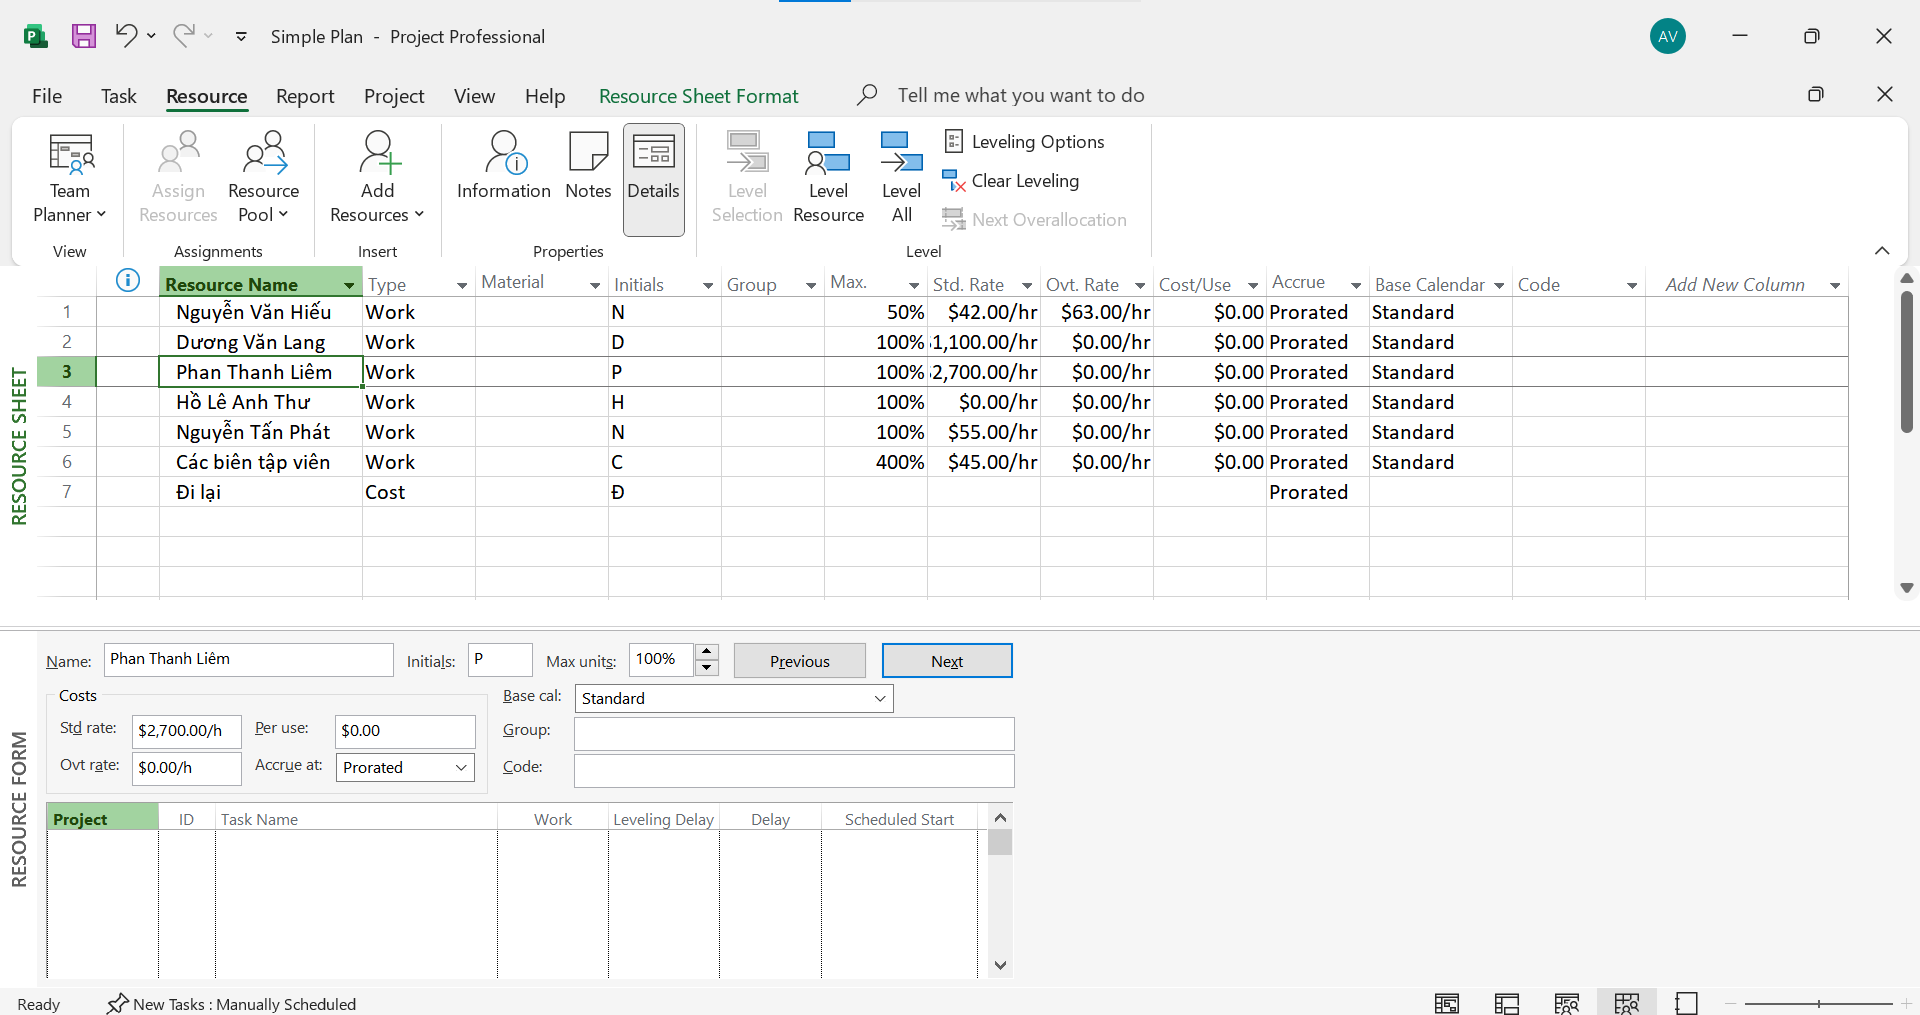 Simple Plan - Project Professional
AV
File Task Resource Report Project View Help Resource Sheet Format Tell me what you want to do
Team Planner
Assign Resources
Resource Pool
Add Resources
Information
Notes
Details
Level Selection
Level Resource
Level All
Leveling Options
Clear Leveling
Next Overallocation
View Assignments Insert Properties Level
Resource Name Type Material Initials Group Max. Std. Rate Ovt. Rate Cost/Use Accrue Base Calendar Code Add New Column
1 Nguyễn Văn Hiếu Work N 50% $42.00/hr $63.00/hr $0.00 Prorated Standard
2 Dương Văn Lang Work D 100% 1,100.00/hr $0.00/hr $0.00 Prorated Standard
3 Phan Thanh Liêm Work P 100% 2,700.00/hr $0.00/hr $0.00 Prorated Standard
4 Hồ Lê Anh Thư Work H 100% $0.00/hr $0.00/hr $0.00 Prorated Standard
5 Nguyễn Tấn Phát Work N 100% $55.00/hr $0.00/hr $0.00 Prorated Standard
6 Các biên tập viên Work C 400% $45.00/hr $0.00/hr $0.00 Prorated Standard
7 Đi lại Cost Đ Prorated
RESOURCE SHEET
Name: Phan Thanh Liêm Initials: P Max units: 100% Previous Next
Costs
Std rate: $2,700.00/h Per use: $0.00
Ovt rate: $0.00/h Accrue at: Prorated
Base cal: Standard
Group:
Code:
Project ID Task Name Work Leveling Delay Delay Scheduled Start
RESOURCE FORM
Ready New Tasks : Manually Scheduled